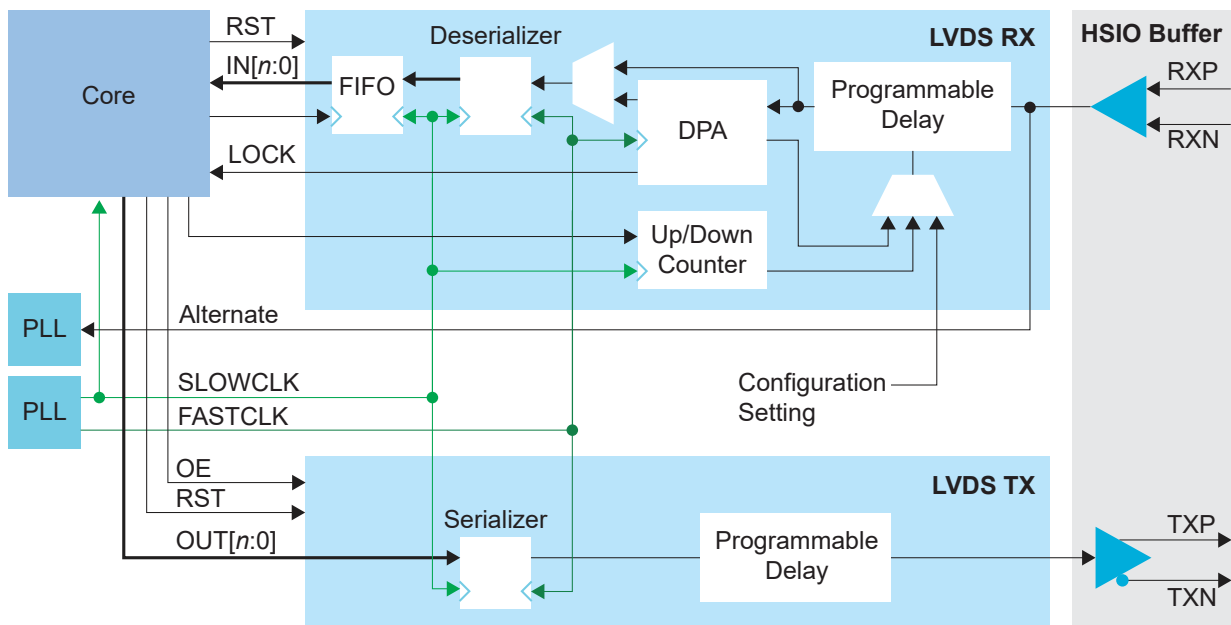 RST
Deserializer
LVDS RX
HSIO Buffer
IN[n:0]
FIFO
RXP
Core
Programmable
Delay
DPA
RXN
LOCK
Up/Down
Counter
Alternate
PLL
SLOWCLK
Configuration
Setting
PLL
FASTCLK
OE
LVDS TX
RST
Serializer
TXP
OUT[n:0]
Programmable
Delay
TXN